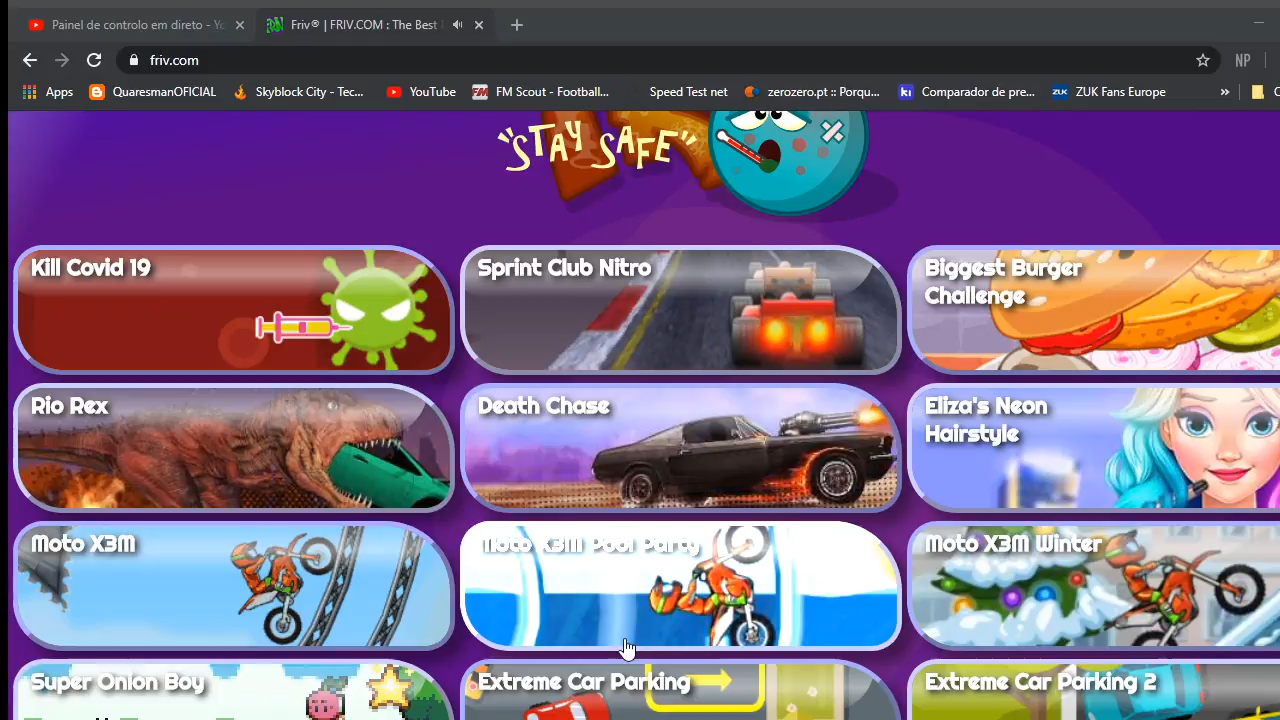 Painel de controlo em direto - Yo
Friv® | FRIV.COM : The Best
friv.com
NP
Apps
QuaresmanOFICIAL
Skyblock City - Tec...
YouTube
FM Scout - Football...
Speed Test net
zerozero.pt :: Porqu...
Comparador de pre...
ZUK Fans Europe
»
"STAY SAFE"
Kill Covid 19
Sprint Club Nitro
Biggest Burger
Challenge
Rio Rex
Death Chase
Eliza's Neon
Hairstyle
Moto X3M
Moto X3M Pool Party
Moto X3M Winter
Super Onion Boy
Extreme Car Parking
Extreme Car Parking 2